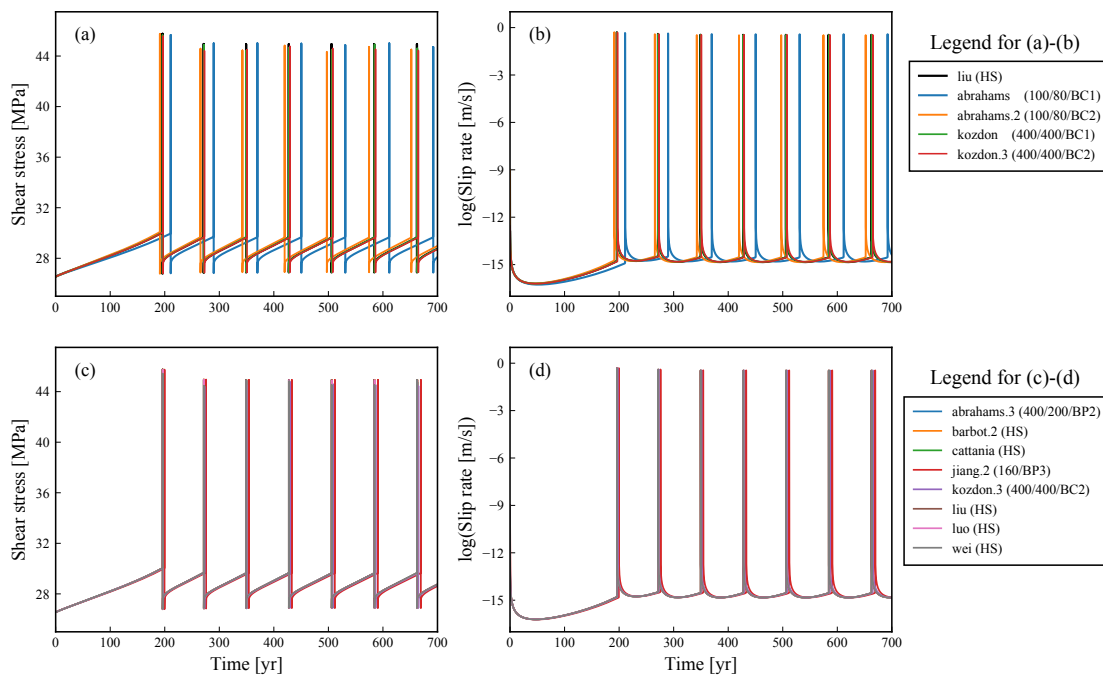 (a)
Shear stress [MPa]
44
40
36
32
28
0 100 200 300 400 500 600 700
(b)
log(Slip rate [m/s])
0
−3
−6
−9
−12
−15
0 100 200 300 400 500 600 700
Legend for (a)-(b)
liu (HS)
abrahams (100/80/BC1)
abrahams.2 (100/80/BC2)
kozdon (400/400/BC1)
kozdon.3 (400/400/BC2)
(c)
Shear stress [MPa]
44
40
36
32
28
0 100 200 300 400 500 600 700
Time [yr]
(d)
log(Slip rate [m/s])
0
−3
−6
−9
−12
−15
0 100 200 300 400 500 600 700
Time [yr]
Legend for (c)-(d)
abrahams.3 (400/200/BP2)
barbot.2 (HS)
cattania (HS)
jiang.2 (160/BP3)
kozdon.3 (400/400/BC2)
liu (HS)
luo (HS)
wei (HS)